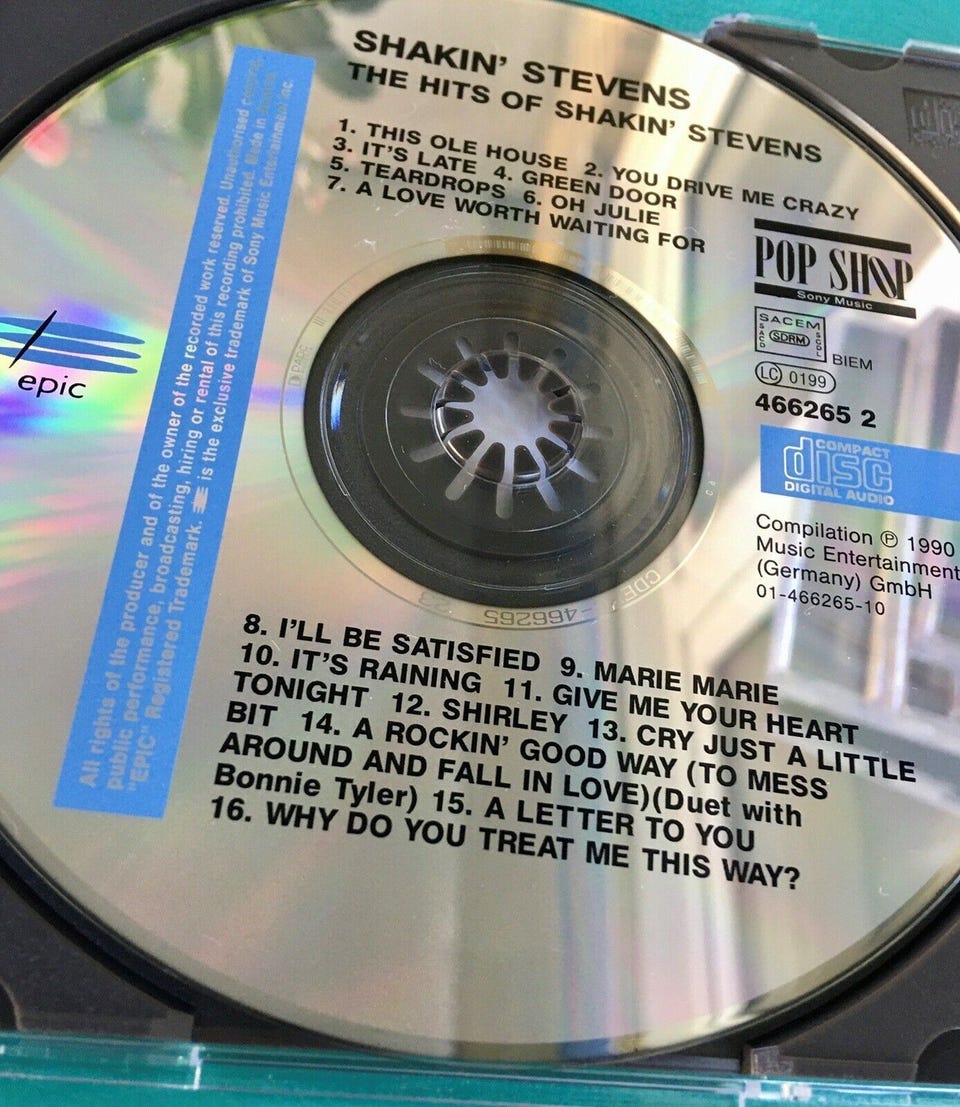 SHAKIN' STEVENS
THE HITS OF SHAKIN' STEVENS
1. THIS OLE HOUSE 2. YOU DRIVE ME CRAZY
3. IT'S LATE 4. GREEN DOOR
5. TEARDROPS 6. OH JULIE
7. A LOVE WORTH WAITING FOR
POP SHOP
Sony Music
SACEM
SACD
SDRM
SCGL
BIEM
LC 0199
466265 2
COMPACT
disc
DIGITAL AUDIO
Compilation ℗ 1990
Music Entertainment
(Germany) GmbH
01-466265-10
epic
All rights of the producer and of the owner of the recorded work reserved. Unauthorised
public performance, broadcasting, hiring or rental of this recording prohibited. Made in
"EPIC" Registered Trademark. is the exclusive trademark of Sony Music Entertainment Inc.
466265
8. I'LL BE SATISFIED 9. MARIE MARIE
10. IT'S RAINING 11. GIVE ME YOUR HEART
TONIGHT 12. SHIRLEY 13. CRY JUST A LITTLE
BIT 14. A ROCKIN' GOOD WAY (TO MESS
AROUND AND FALL IN LOVE)(Duet with
Bonnie Tyler) 15. A LETTER TO YOU
16. WHY DO YOU TREAT ME THIS WAY?